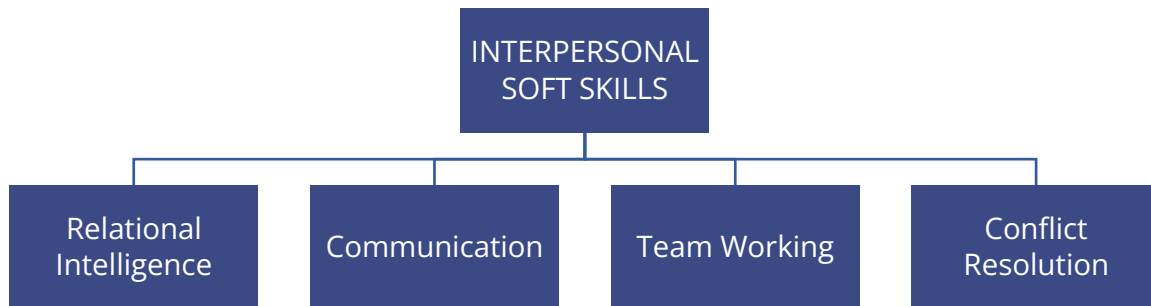 INTERPERSONAL
SOFT SKILLS
Relational
Intelligence
Communication
Team Working
Conflict
Resolution